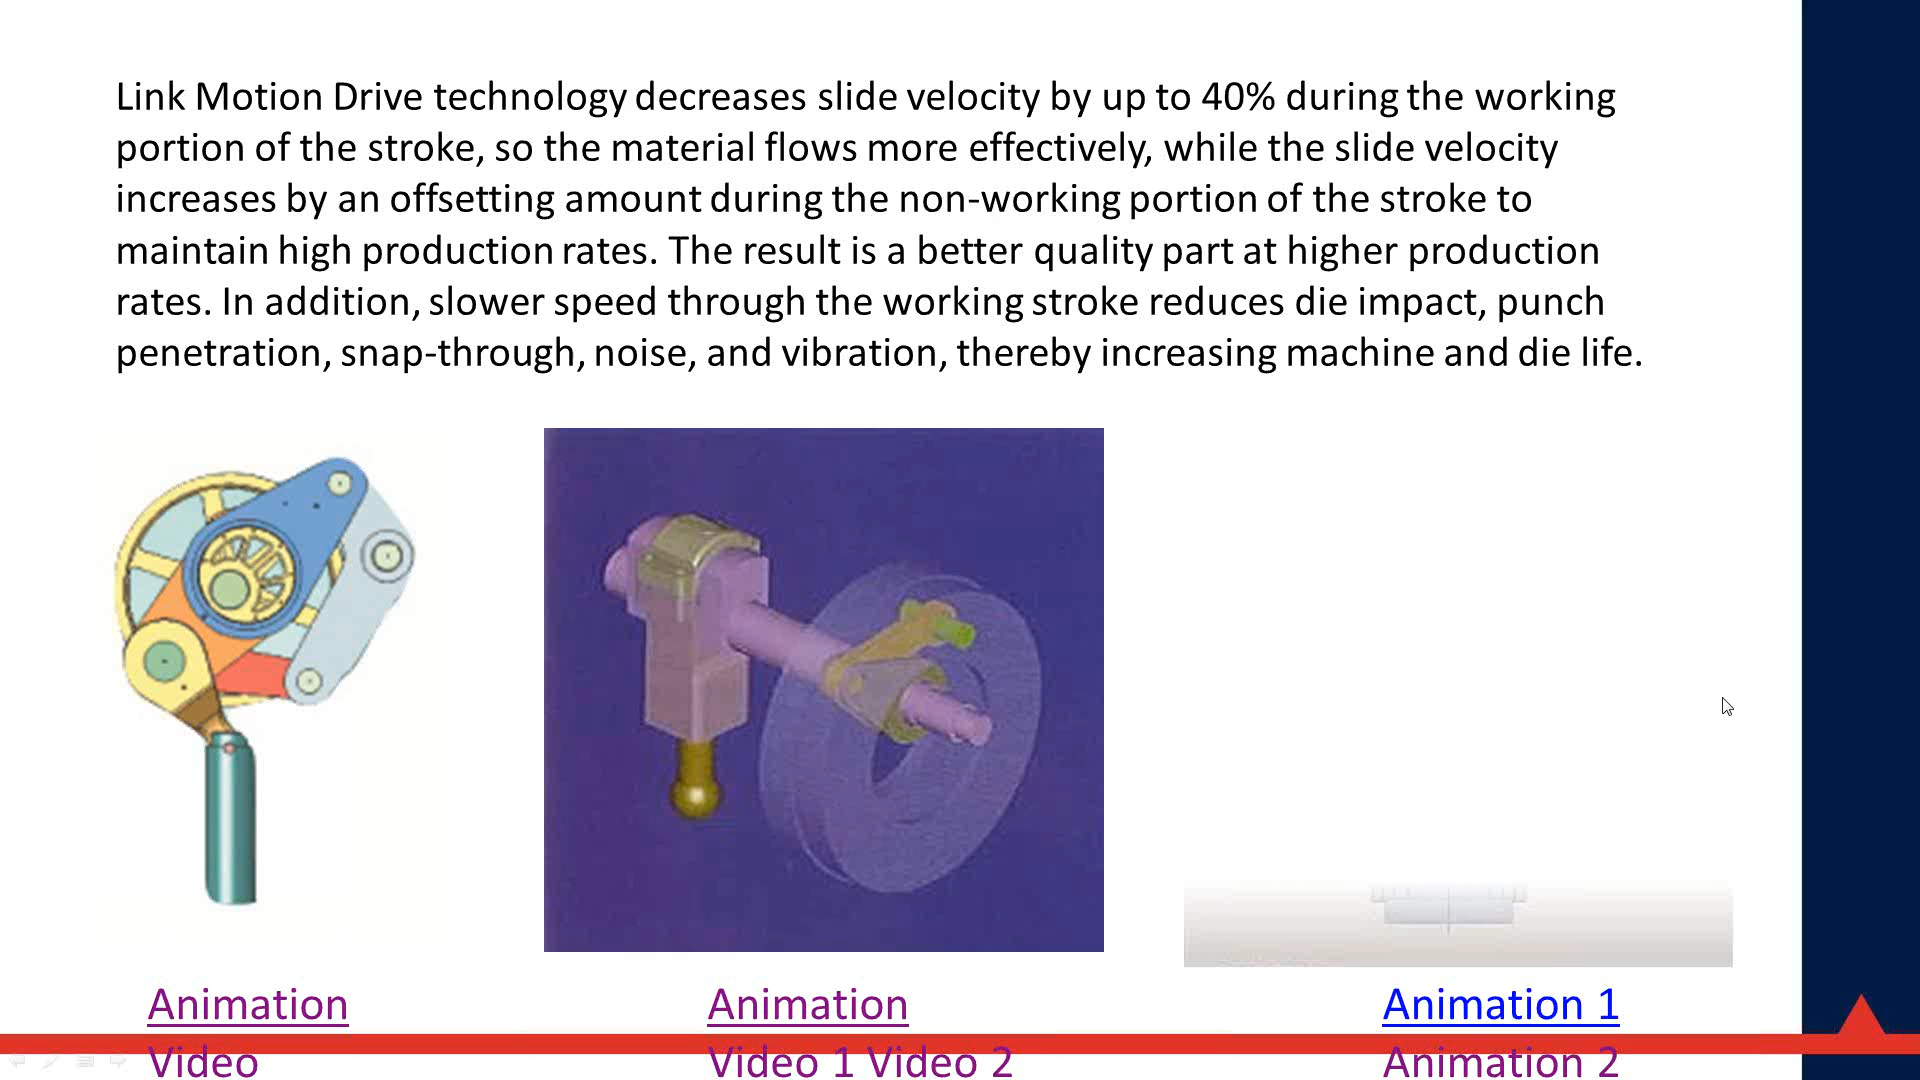 Link Motion Drive technology decreases slide velocity by up to 40% during the working
portion of the stroke, so the material flows more effectively, while the slide velocity
increases by an offsetting amount during the non-working portion of the stroke to
maintain high production rates. The result is a better quality part at higher production
rates. In addition, slower speed through the working stroke reduces die impact, punch
penetration, snap-through, noise, and vibration, thereby increasing machine and die life.
Animation
Animation
Animation 1
Video
Video 1 Video 2
Animation 2